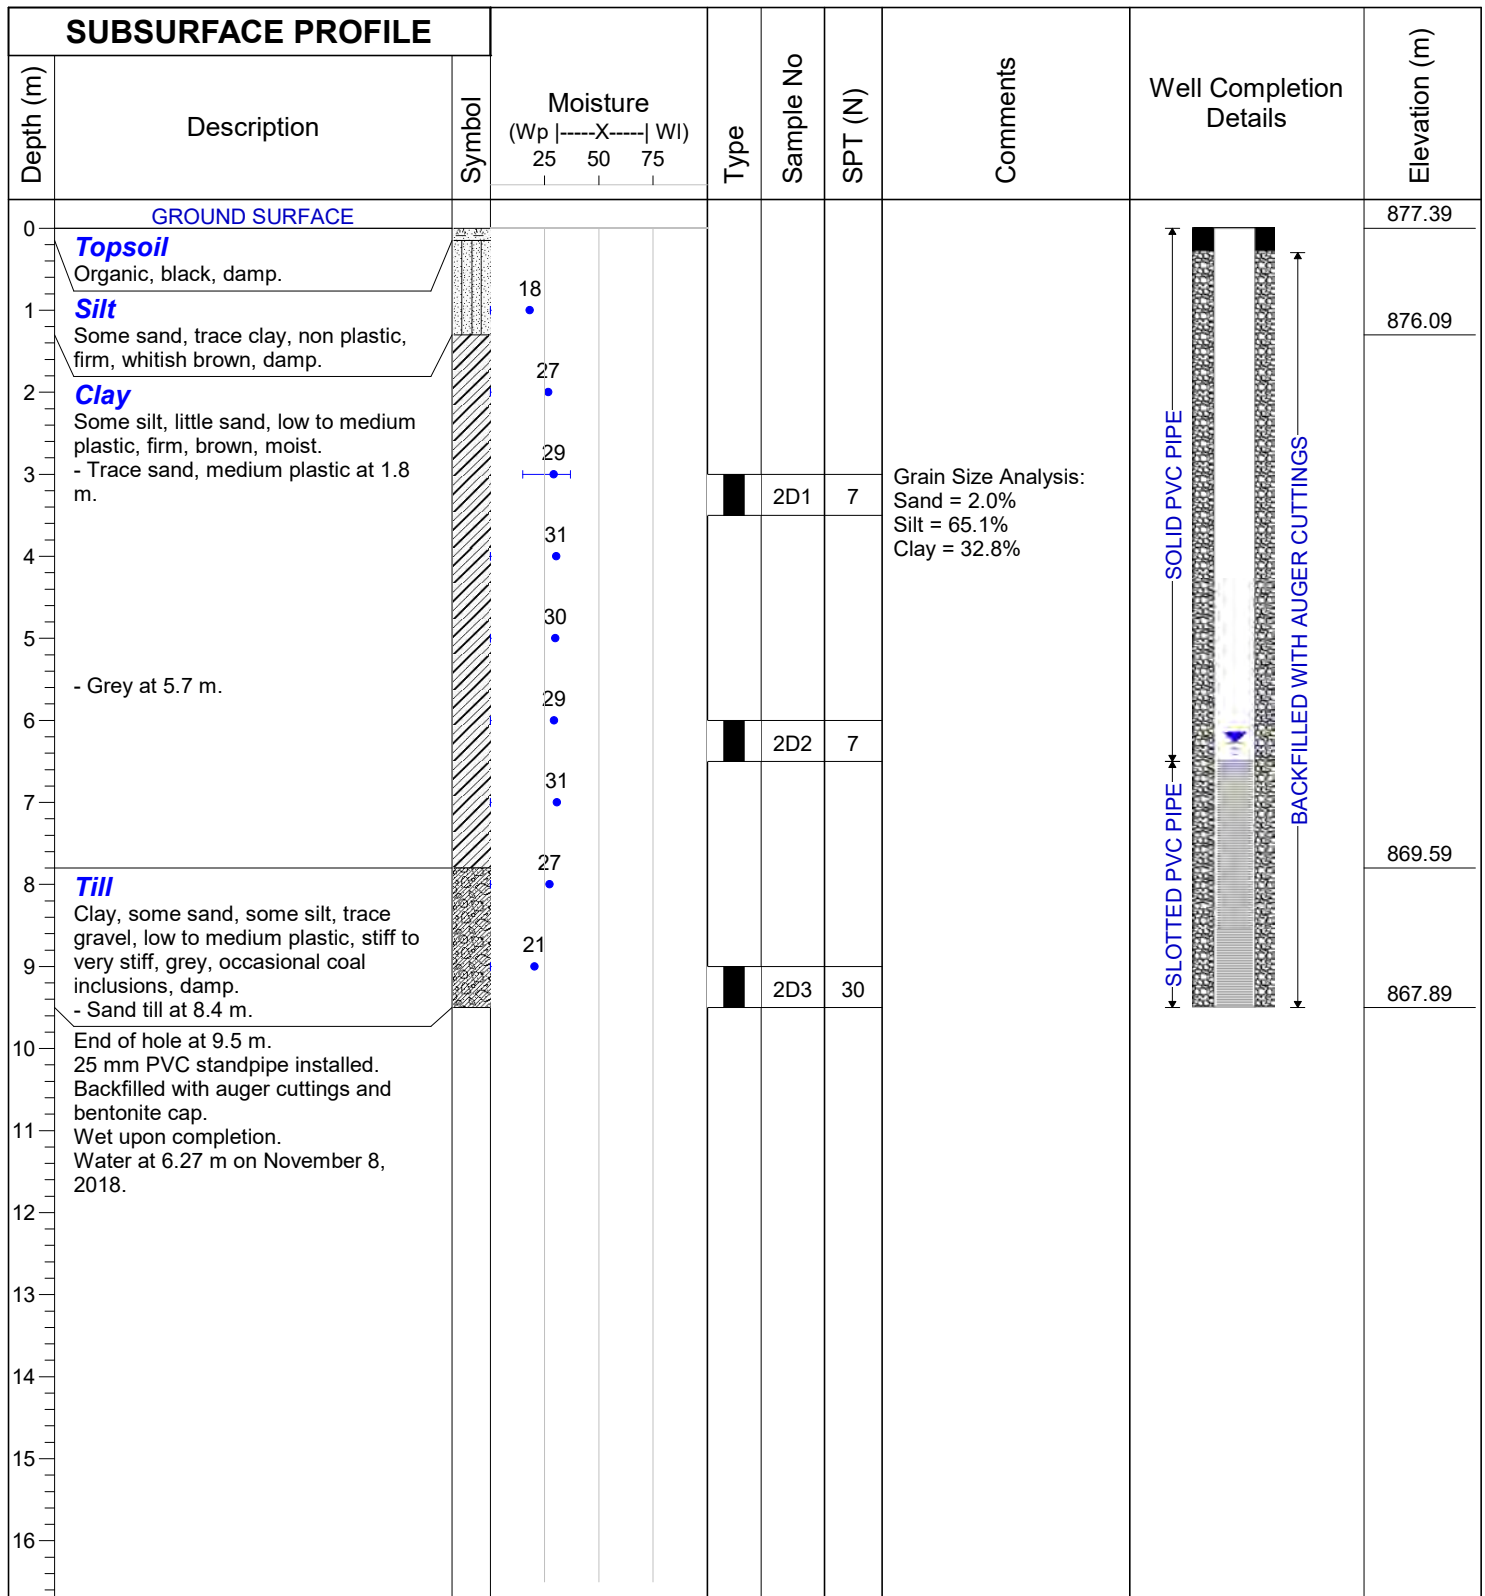 SUBSURFACE PROFILE
Depth (m)
Description
Symbol
Moisture
(Wp |-----X-----| Wl)
25 50 75
Type
Sample No
SPT (N)
Comments
Well Completion
Details
Elevation (m)
GROUND SURFACE
877.39
0
Topsoil
Organic, black, damp.
18
1
Silt
876.09
Some sand, trace clay, non plastic,
firm, whitish brown, damp.
27
2
Clay
Some silt, little sand, low to medium
plastic, firm, brown, moist.
- Trace sand, medium plastic at 1.8
m.
29
3
2D1 7
Grain Size Analysis:
Sand = 2.0%
Silt = 65.1%
Clay = 32.8%
SOLID PVC PIPE
BACKFILLED WITH AUGER CUTTINGS
31
4
30
5
- Grey at 5.7 m.
29
6
2D2 7
31
7
SLOTTED PVC PIPE
27
869.59
8
Till
Clay, some sand, some silt, trace
gravel, low to medium plastic, stiff to
very stiff, grey, occasional coal
inclusions, damp.
- Sand till at 8.4 m.
21
9
2D3 30
867.89
End of hole at 9.5 m.
25 mm PVC standpipe installed.
Backfilled with auger cuttings and
bentonite cap.
Wet upon completion.
Water at 6.27 m on November 8,
2018.
10
11
12
13
14
15
16